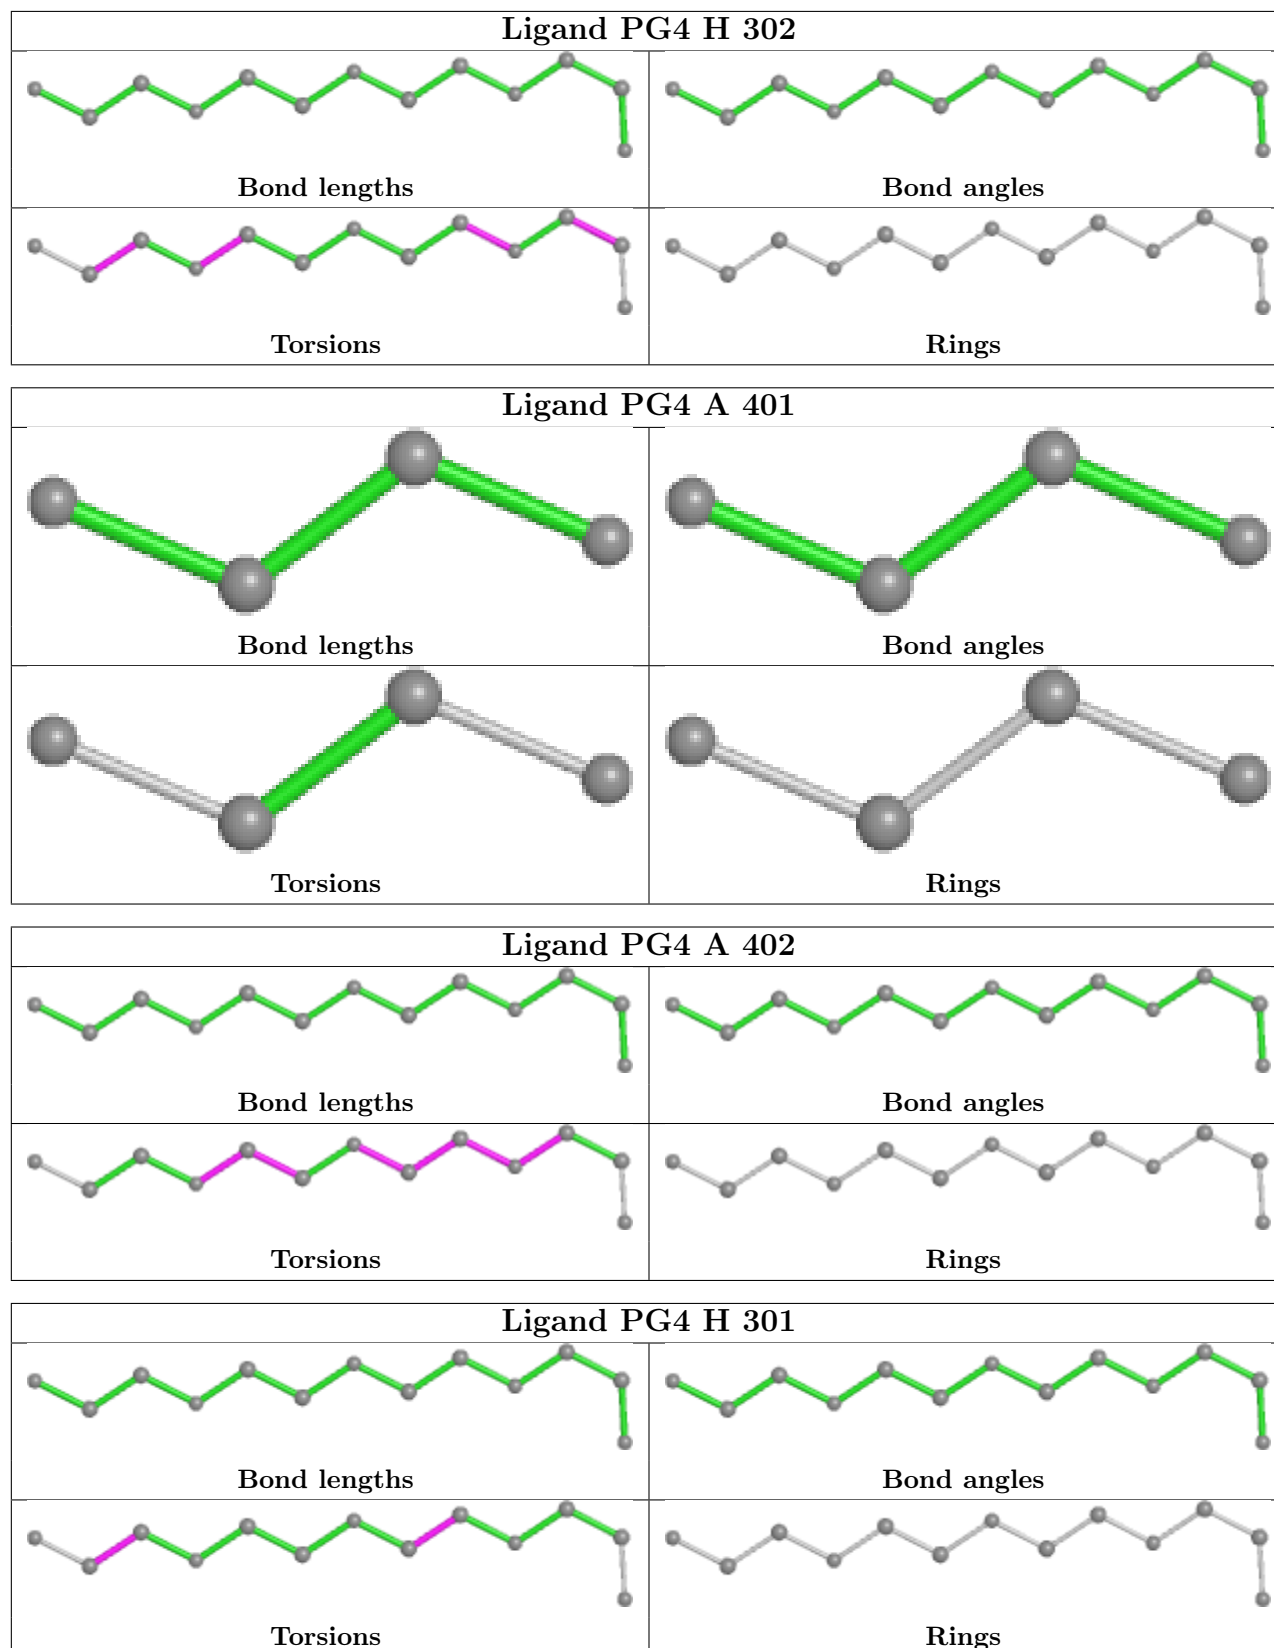 Ligand PG4 H 302
Bond lengths
Bond angles
Torsions
Rings
Ligand PG4 A 401
Bond lengths
Bond angles
Torsions
Rings
Ligand PG4 A 402
Bond lengths
Bond angles
Torsions
Rings
Ligand PG4 H 301
Bond lengths
Bond angles
Torsions
Rings